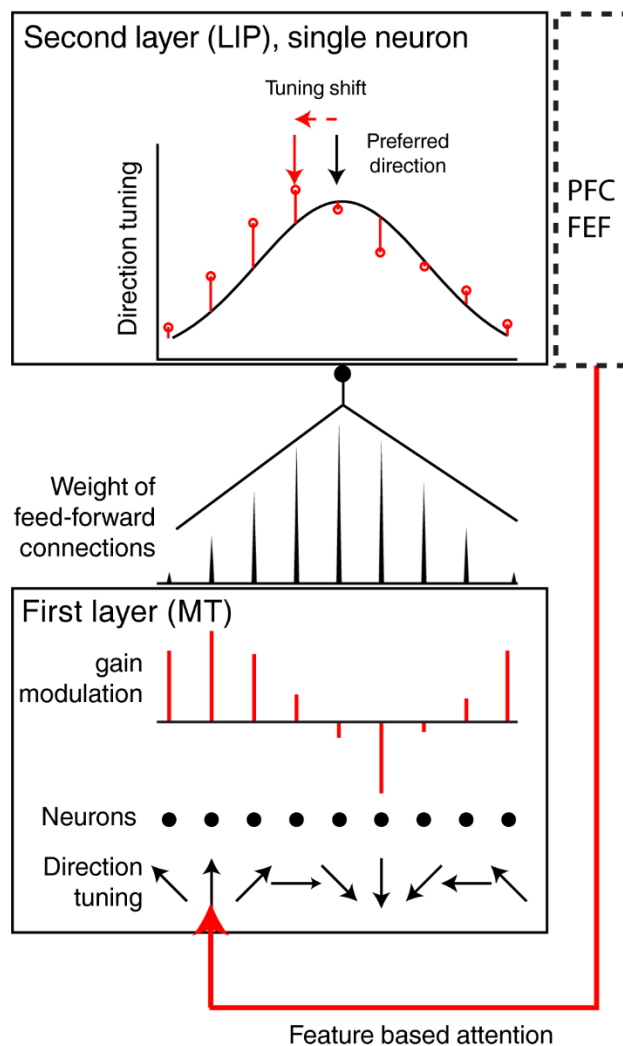 Second layer (LIP), single neuron
Tuning shift
Preferred
direction
Direction tuning
PFC
FEF
Weight of
feed-forward
connections
First layer (MT)
gain
modulation
Neurons
Direction
tuning
Feature based attention